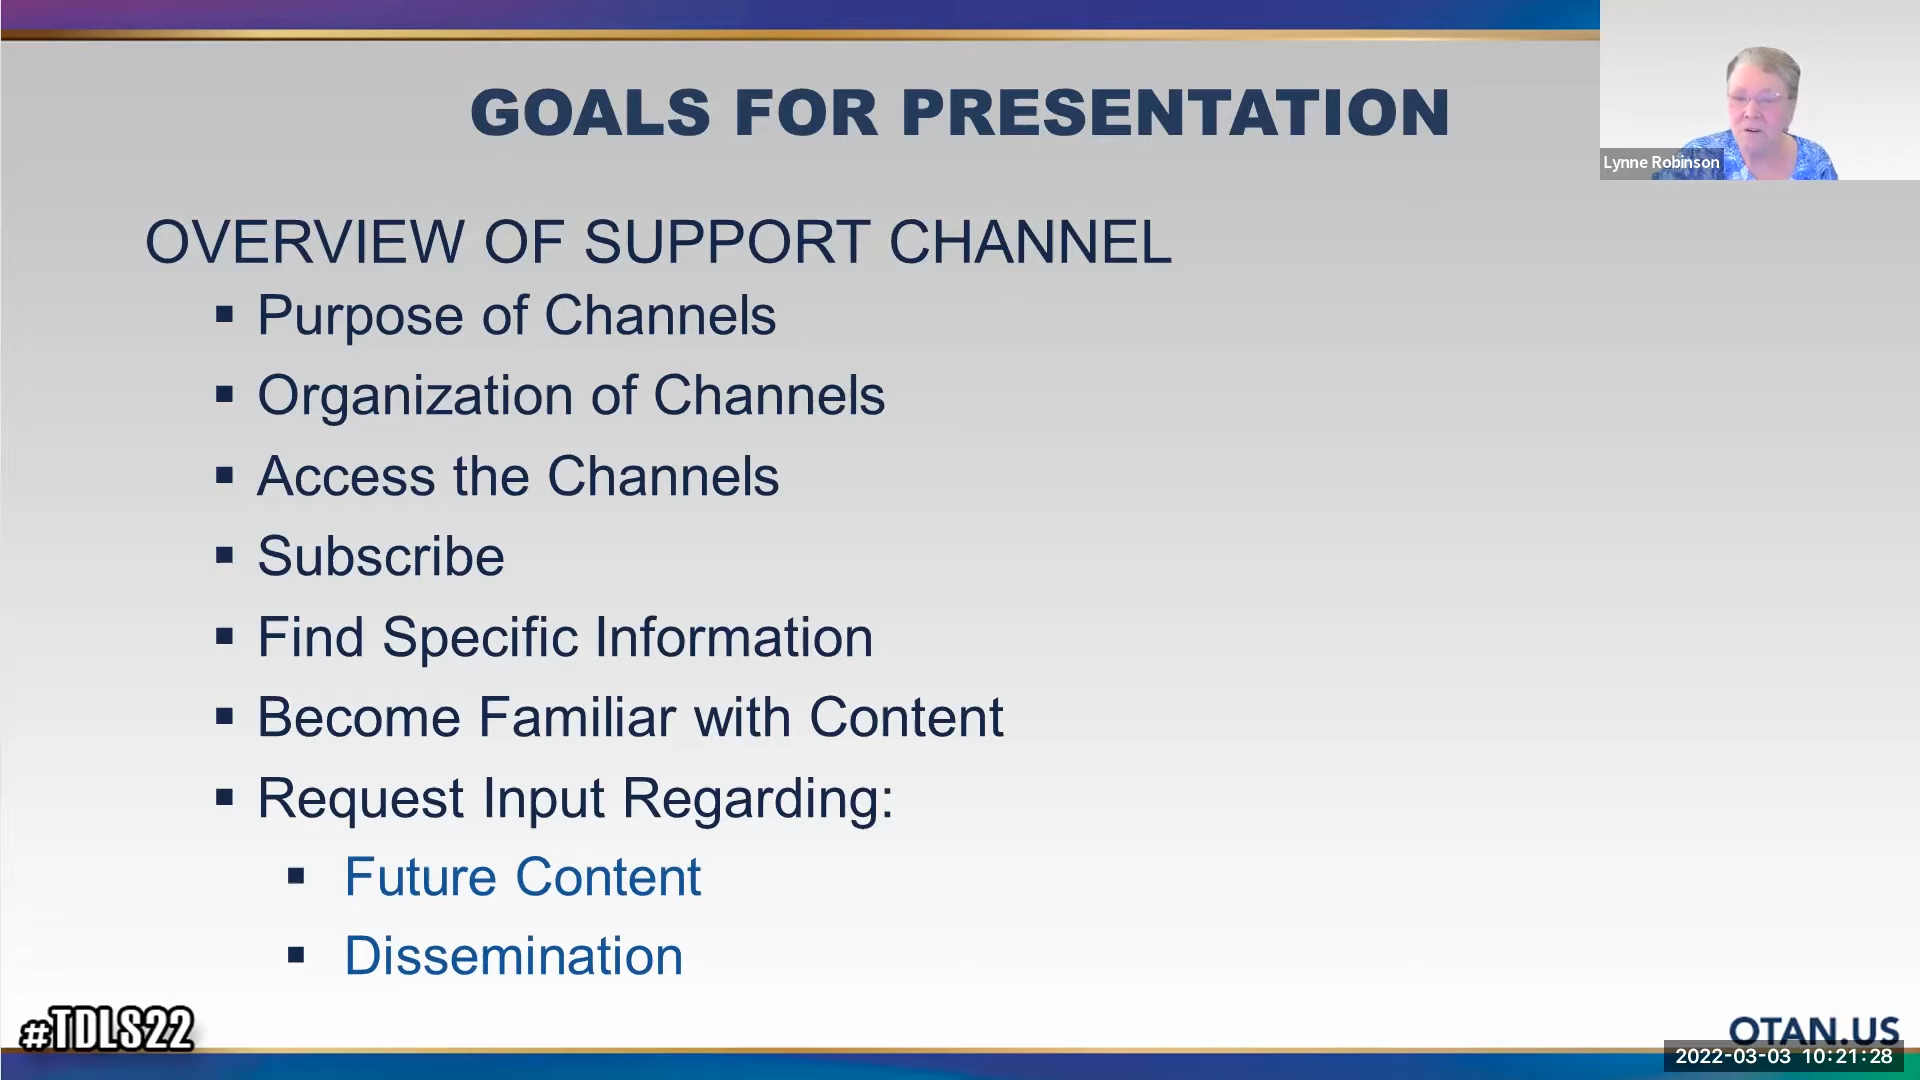 GOALS FOR PRESENTATION
Lynne Robinson
OVERVIEW OF SUPPORT CHANNEL
▪ Purpose of Channels
▪ Organization of Channels
▪ Access the Channels
▪ Subscribe
▪ Find Specific Information
▪ Become Familiar with Content
▪ Request Input Regarding:
▪ Future Content
▪ Dissemination
#TDLS22
OTAN.US
2022-03-03 10:21:28